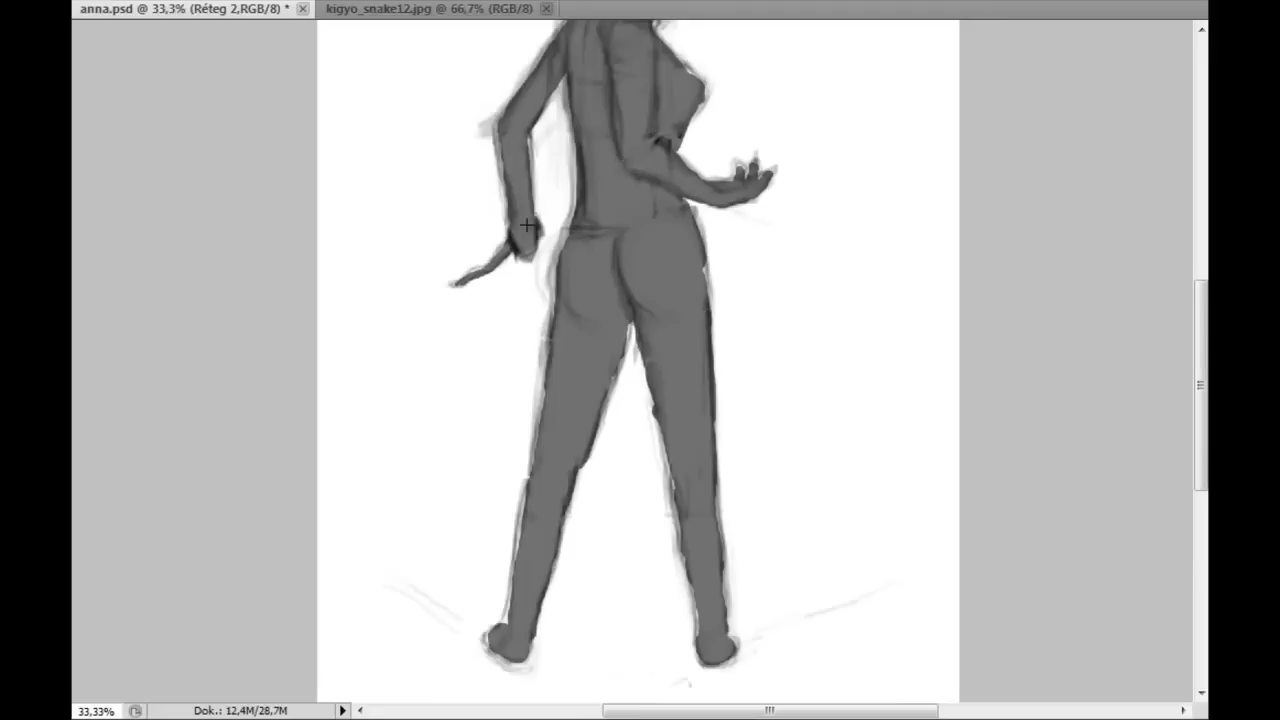 anna.psd @ 33,3% (Réteg 2,RGB/8) *
kigyo_snake12.jpg @ 66,7% (RGB/8)
33,33%
Dok.: 12,4M/28,7M